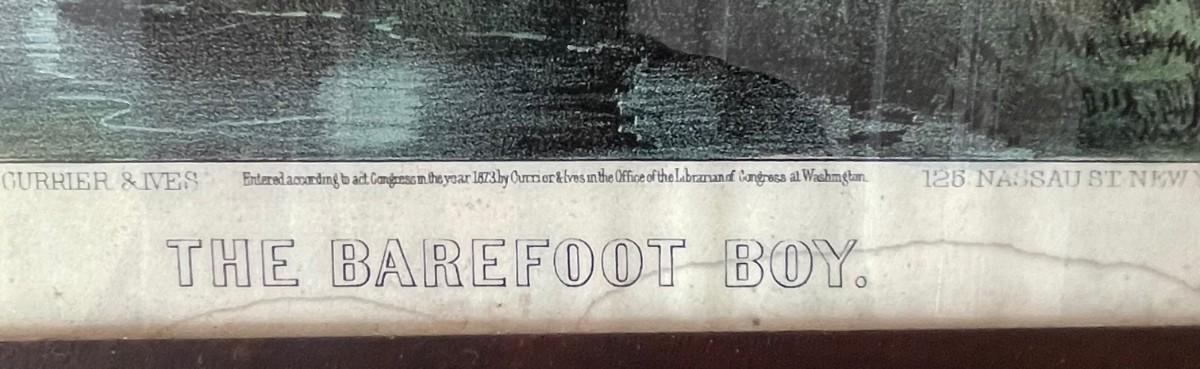 CURRIER & IVES Entered according to act Congress in the year 1873 by Currier & Ives in the Office of the Librarian of Congress at Washington. 125 NASSAU ST NEW Y
THE BAREFOOT BOY.